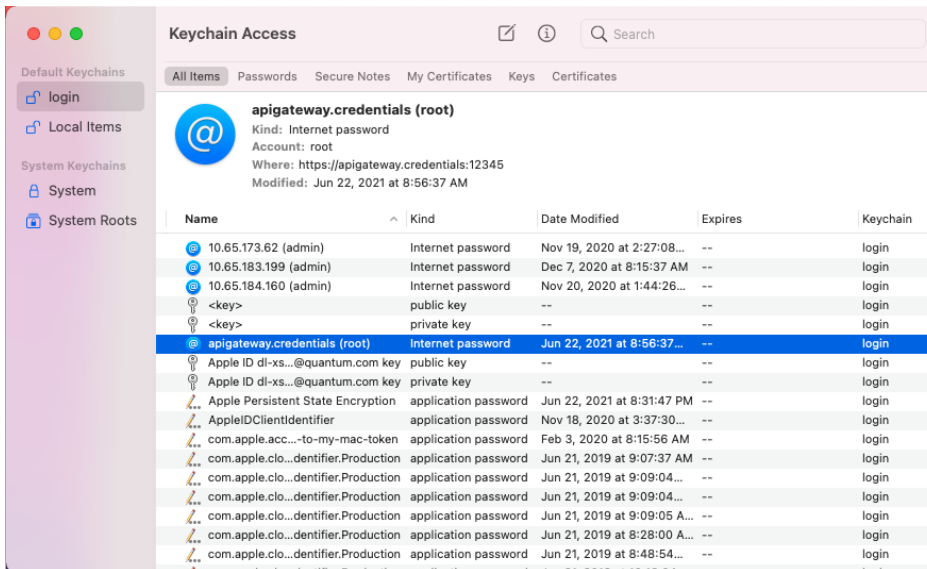 Keychain Access
Search
Default Keychains
login
Local Items
System Keychains
System
System Roots
All Items Passwords Secure Notes My Certificates Keys Certificates
apigateway.credentials (root)
Kind: Internet password
Account: root
Where: https://apigateway.credentials:12345
Modified: Jun 22, 2021 at 8:56:37 AM
Name Kind Date Modified Expires Keychain
10.65.173.62 (admin) Internet password Nov 19, 2020 at 2:27:08... -- login
10.65.183.199 (admin) Internet password Dec 7, 2020 at 8:15:37 AM -- login
10.65.184.160 (admin) Internet password Nov 20, 2020 at 1:44:26... -- login
<key> public key -- -- login
<key> private key -- -- login
apigateway.credentials (root) Internet password Jun 22, 2021 at 8:56:37... -- login
Apple ID dl-xs...@quantum.com key public key -- -- login
Apple ID dl-xs...@quantum.com key private key -- -- login
Apple Persistent State Encryption application password Jun 22, 2021 at 8:31:47 PM -- login
AppleIDClientIdentifier application password Nov 18, 2020 at 3:37:30... -- login
com.apple.acc...-to-my-mac-token application password Feb 3, 2020 at 8:15:56 AM -- login
com.apple.clo...dentifier.Production application password Jun 21, 2019 at 9:07:37 AM -- login
com.apple.clo...dentifier.Production application password Jun 21, 2019 at 9:09:04... -- login
com.apple.clo...dentifier.Production application password Jun 21, 2019 at 9:09:04... -- login
com.apple.clo...dentifier.Production application password Jun 21, 2019 at 9:09:05 A... -- login
com.apple.clo...dentifier.Production application password Jun 21, 2019 at 8:28:00 A... -- login
com.apple.clo...dentifier.Production application password Jun 21, 2019 at 8:48:54... -- login